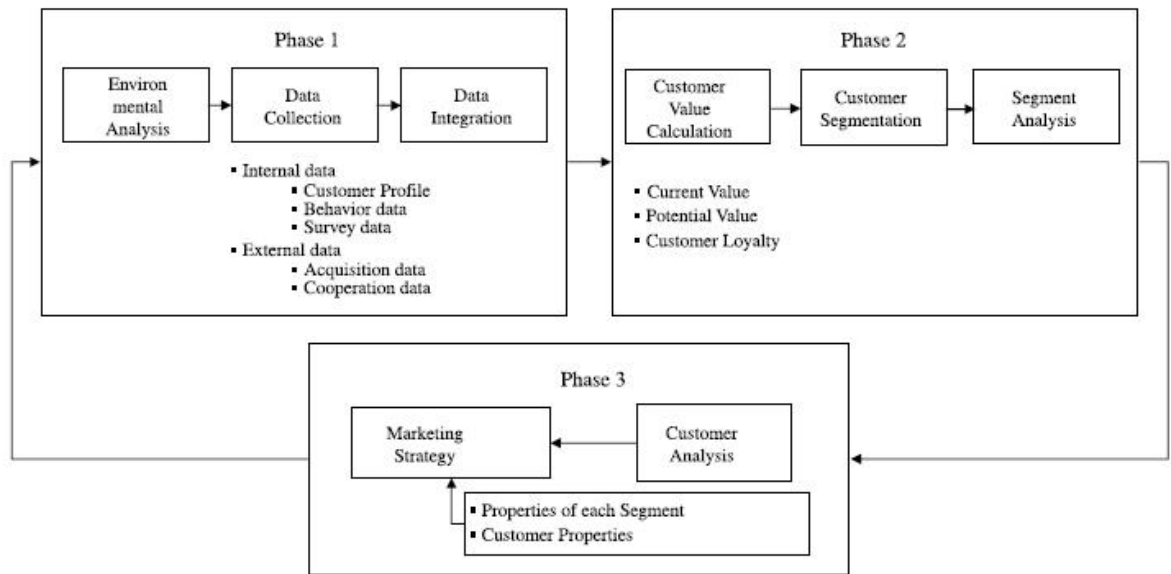 Phase 1
Environ
mental
Analysis
Data
Collection
Data
Integration
▪ Internal data
▪ Customer Profile
▪ Behavior data
▪ Survey data
▪ External data
▪ Acquisition data
▪ Cooperation data
Phase 2
Customer
Value
Calculation
Customer
Segmentation
Segment
Analysis
▪ Current Value
▪ Potential Value
▪ Customer Loyalty
Phase 3
Marketing
Strategy
Customer
Analysis
▪ Properties of each Segment
▪ Customer Properties